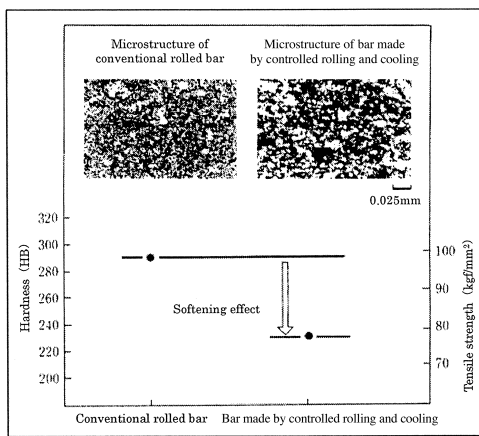 Microstructure of
conventional rolled bar
Microstructure of bar made
by controlled rolling and cooling
0.025mm
320
300
280
260
240
220
200
Hardness (HB)
100
90
80
70
Tensile strength (kgf/mm²)
Softening effect
Conventional rolled bar
Bar made by controlled rolling and cooling